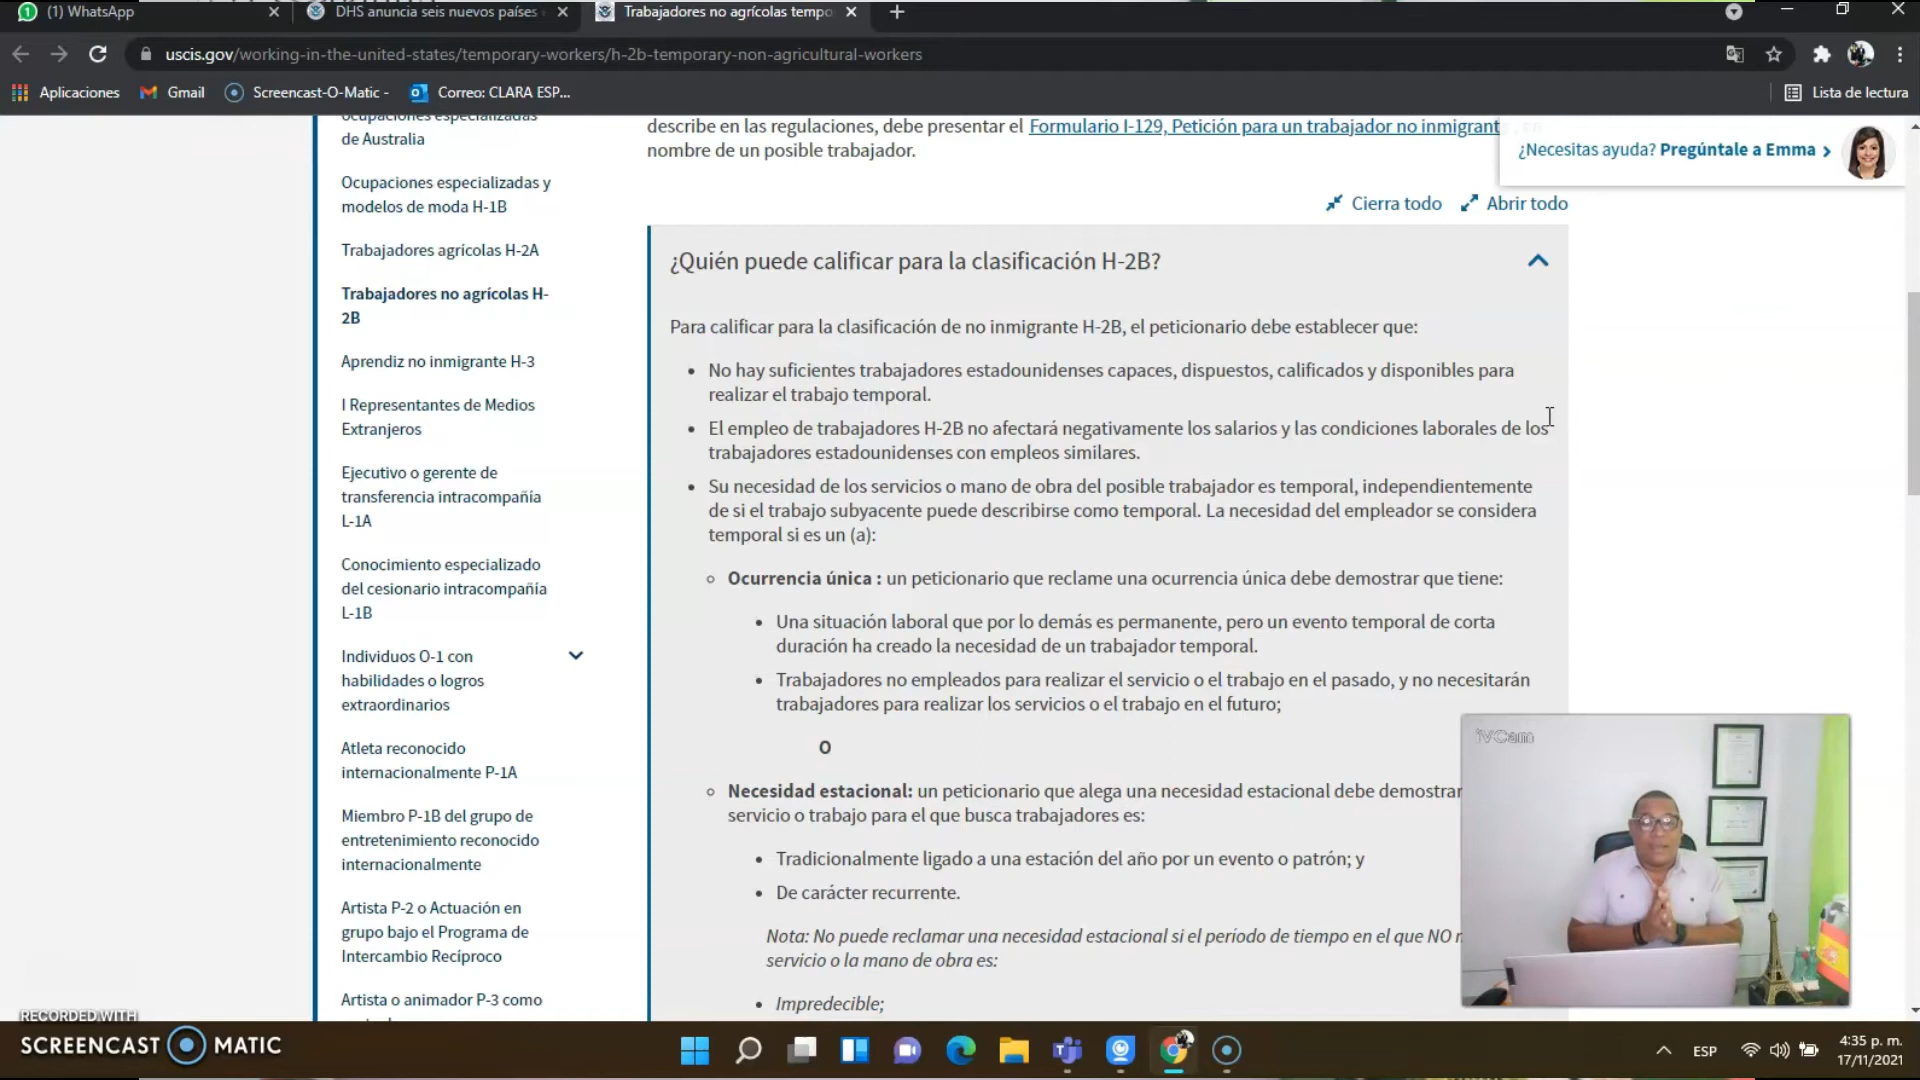 (1) WhatsApp
DHS anuncia seis nuevos países
Trabajadores no agrícolas tempo
uscis.gov/working-in-the-united-states/temporary-workers/h-2b-temporary-non-agricultural-workers
Aplicaciones
Gmail
Screencast-O-Matic -
Correo: CLARA ESP...
Lista de lectura
ocupaciones especializadas
de Australia
Ocupaciones especializadas y
modelos de moda H-1B
Trabajadores agrícolas H-2A
Trabajadores no agrícolas H-
2B
Aprendiz no inmigrante H-3
I Representantes de Medios
Extranjeros
Ejecutivo o gerente de
transferencia intracompañía
L-1A
Conocimiento especializado
del cesionario intracompañía
L-1B
Individuos O-1 con
habilidades o logros
extraordinarios
Atleta reconocido
internacionalmente P-1A
Miembro P-1B del grupo de
entretenimiento reconocido
internacionalmente
Artista P-2 o Actuación en
grupo bajo el Programa de
Intercambio Recíproco
Artista o animador P-3 como
describe en las regulaciones, debe presentar el Formulario I-129, Petición para un trabajador no inmigrant
nombre de un posible trabajador.
¿Necesitas ayuda? Pregúntale a Emma
Cierra todo
Abrir todo
¿Quién puede calificar para la clasificación H-2B?
Para calificar para la clasificación de no inmigrante H-2B, el peticionario debe establecer que:
• No hay suficientes trabajadores estadounidenses capaces, dispuestos, calificados y disponibles para
realizar el trabajo temporal.
• El empleo de trabajadores H-2B no afectará negativamente los salarios y las condiciones laborales de los
trabajadores estadounidenses con empleos similares.
• Su necesidad de los servicios o mano de obra del posible trabajador es temporal, independientemente
de si el trabajo subyacente puede describirse como temporal. La necesidad del empleador se considera
temporal si es un (a):
Ocurrencia única : un peticionario que reclame una ocurrencia única debe demostrar que tiene:
• Una situación laboral que por lo demás es permanente, pero un evento temporal de corta
duración ha creado la necesidad de un trabajador temporal.
• Trabajadores no empleados para realizar el servicio o el trabajo en el pasado, y no necesitarán
trabajadores para realizar los servicios o el trabajo en el futuro;
O
Necesidad estacional: un peticionario que alega una necesidad estacional debe demostrar
servicio o trabajo para el que busca trabajadores es:
• Tradicionalmente ligado a una estación del año por un evento o patrón; y
• De carácter recurrente.
Nota: No puede reclamar una necesidad estacional si el período de tiempo en el que NO
servicio o la mano de obra es:
• Impredecible;
iVCam
RECORDED WITH
SCREENCAST MATIC
ESP
4:35 p. m.
17/11/2021